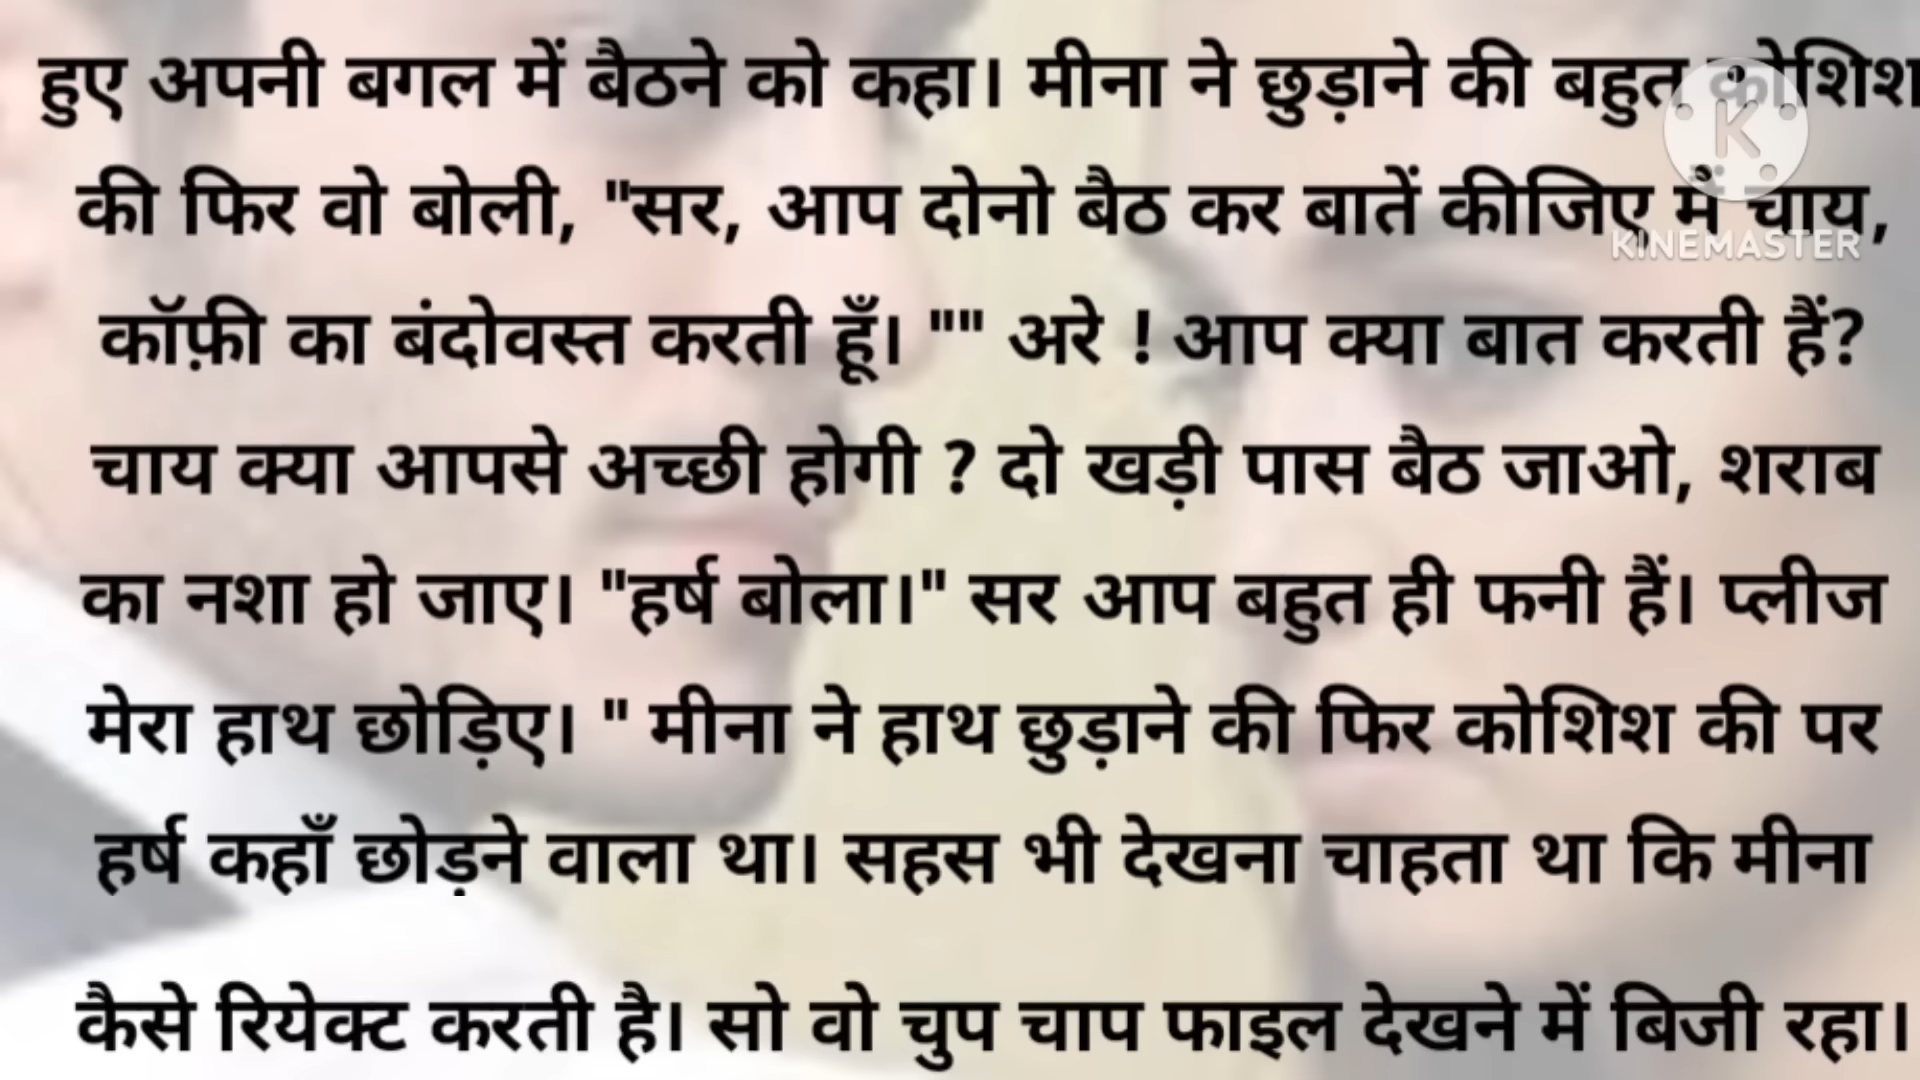 हुए अपनी बगल में बैठने को कहा। मीना ने छुड़ाने की बहुत कोशिश
की फिर वो बोली, "सर, आप दोनो बैठ कर बातें कीजिए मैं चाय,
KINEMASTER
कॉफ़ी का बंदोवस्त करती हूँ। "" अरे ! आप क्या बात करती हैं?
चाय क्या आपसे अच्छी होगी ? दो खड़ी पास बैठ जाओ, शराब
का नशा हो जाए। "हर्ष बोला।" सर आप बहुत ही फनी हैं। प्लीज
मेरा हाथ छोड़िए। " मीना ने हाथ छुड़ाने की फिर कोशिश की पर
हर्ष कहाँ छोड़ने वाला था। सहस भी देखना चाहता था कि मीना
कैसे रियेक्ट करती है। सो वो चुप चाप फाइल देखने में बिजी रहा।